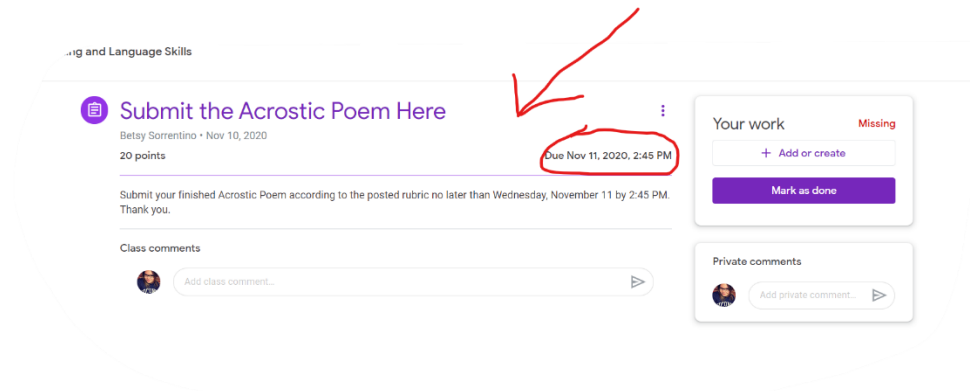 and Language Skills
Submit the Acrostic Poem Here
Betsy Sorrentino • Nov 10, 2020
20 points
Due Nov 11, 2020, 2:45 PM
Submit your finished Acrostic Poem according to the posted rubric no later than Wednesday, November 11 by 2:45 PM.
Thank you.
Class comments
Add class comment...
Your work
Missing
+ Add or create
Mark as done
Private comments
Add private comment...